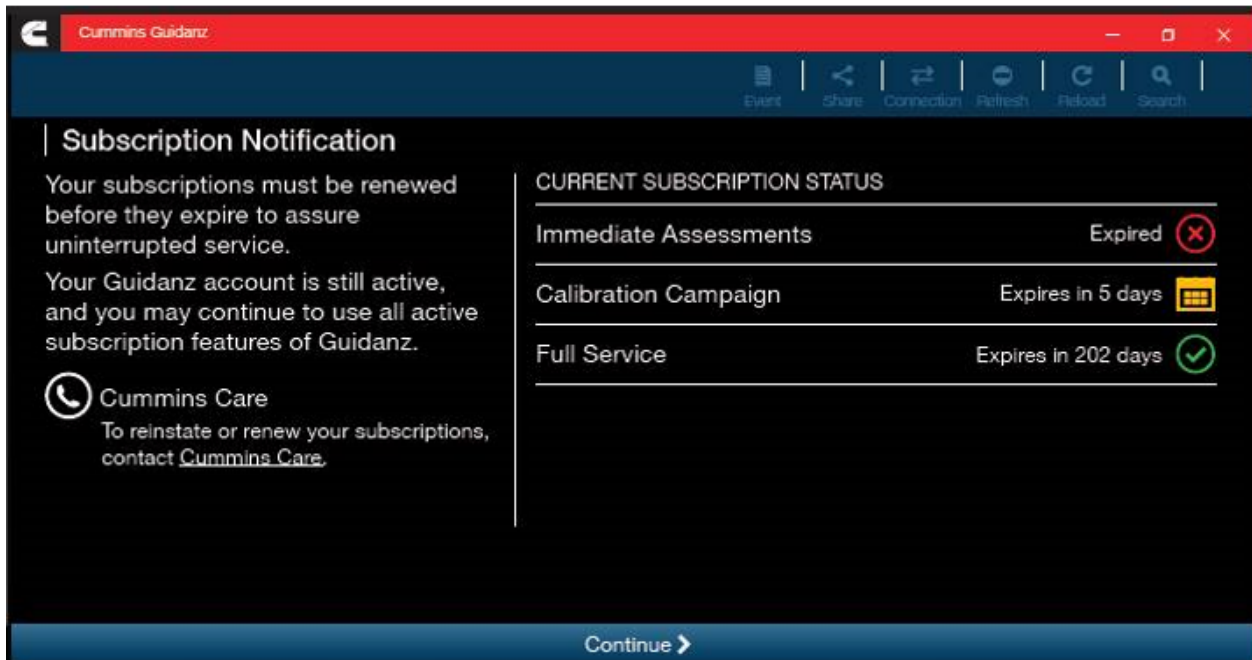 Cummins Guidanz
Event
Share
Connection
Refresh
Reload
Search
Subscription Notification
Your subscriptions must be renewed
before they expire to assure
uninterrupted service.
Your Guidanz account is still active,
and you may continue to use all active
subscription features of Guidanz.
Cummins Care
To reinstate or renew your subscriptions,
contact Cummins Care.
CURRENT SUBSCRIPTION STATUS
Immediate Assessments Expired
Calibration Campaign Expires in 5 days
Full Service Expires in 202 days
Continue